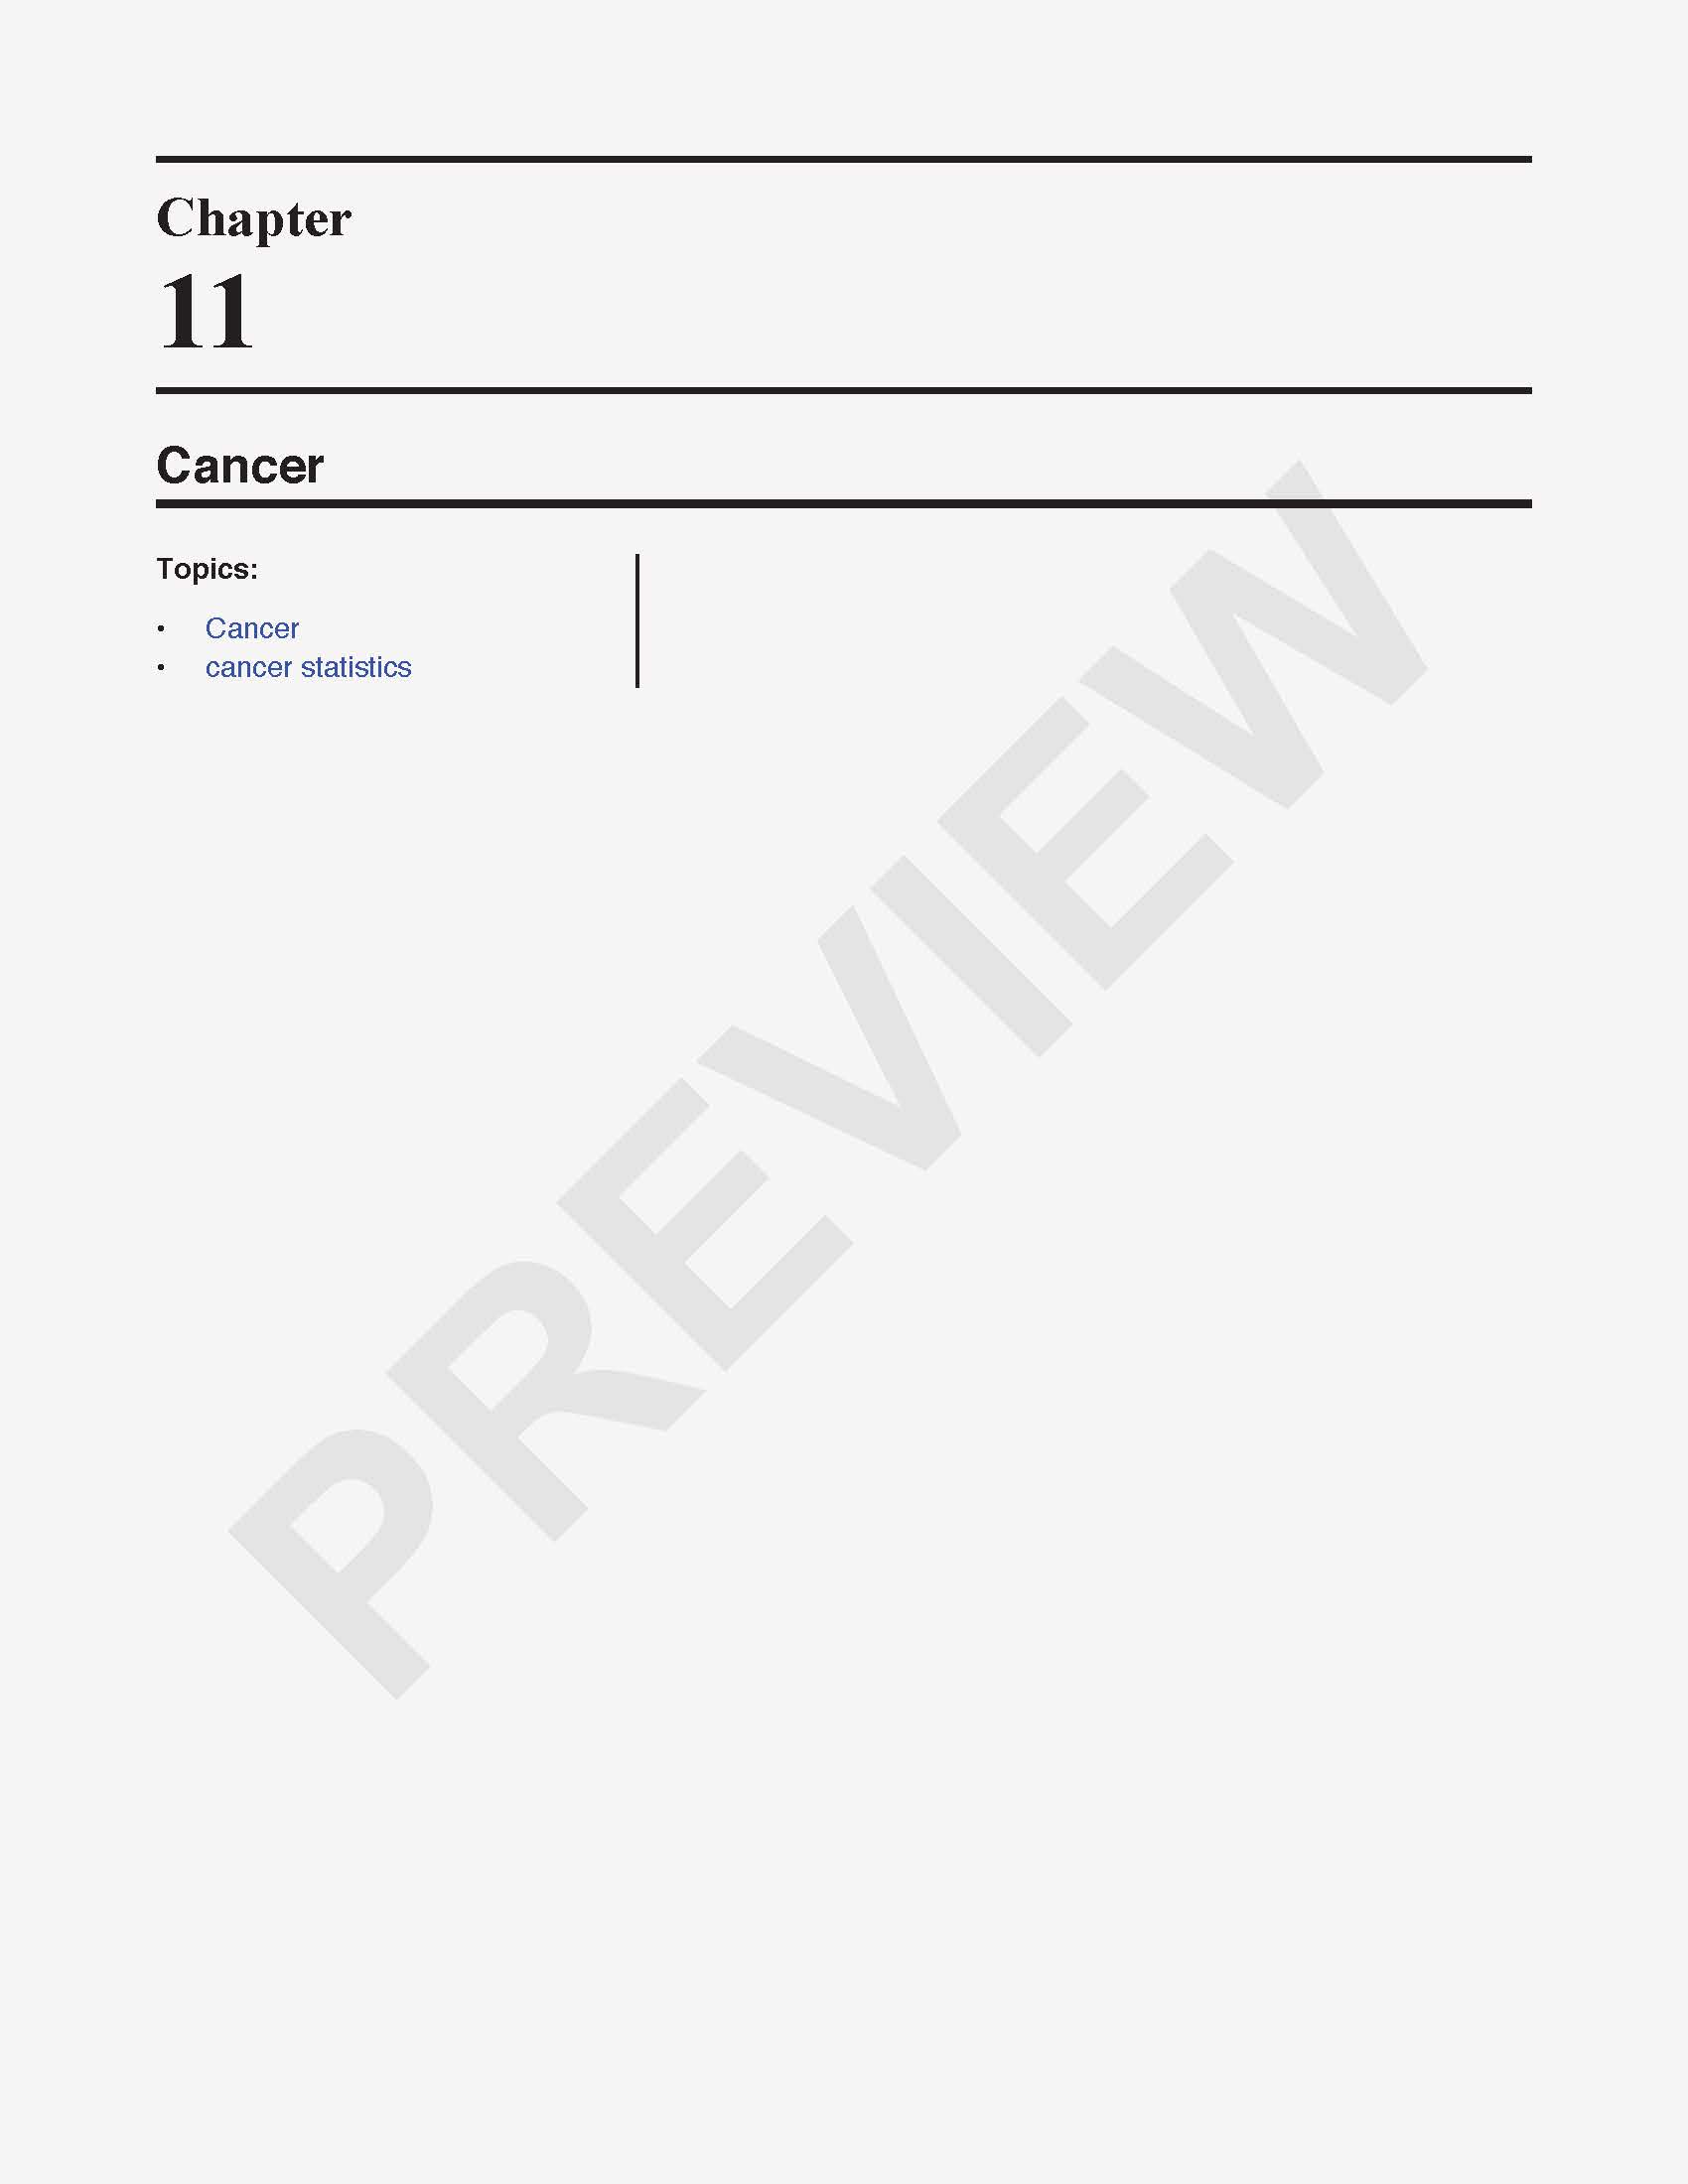 Chapter
11
Cancer
Topics:
• Cancer
• cancer statistics
PREVIEW